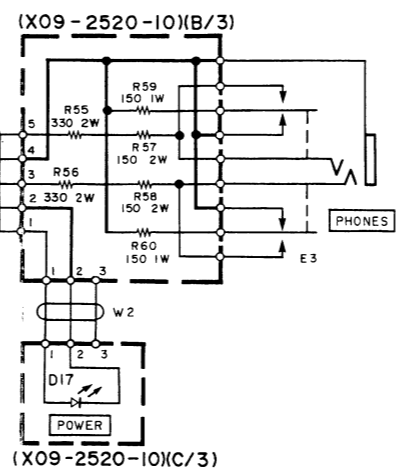 (X09-2520-10)(B/3)
R59
150 1W
R55
330 2W
5
R57
150 2W
4
R56
3
330 2W
R58
150 2W
2
1
PHONES
R60
150 1W
E3
1 2 3
W2
1 2 3
D17
POWER
(X09-2520-10)(C/3)